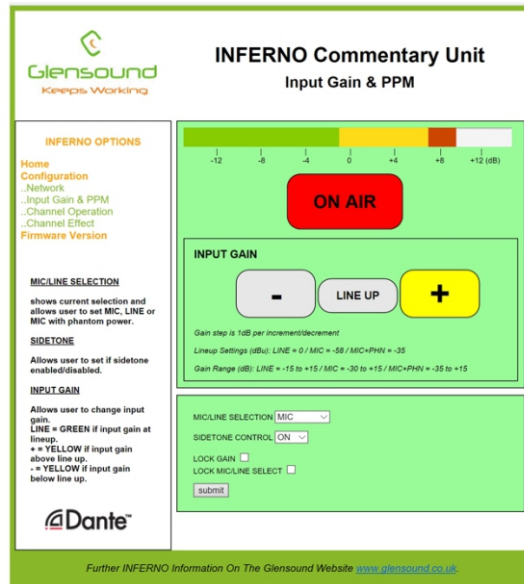 Glensound
Keeps Working
INFERNO Commentary Unit
Input Gain & PPM
INFERNO OPTIONS
Home
Configuration
..Network
..Input Gain & PPM
..Channel Operation
..Channel Effect
Firmware Version
MIC/LINE SELECTION
shows current selection and
allows user to set MIC, LINE or
MIC with phantom power.
SIDETONE
Allows user to set if sidetone
enabled/disabled.
INPUT GAIN
Allows user to change input
gain.
LINE = GREEN if input gain at
lineup.
+ = YELLOW if input gain
above line up.
- = YELLOW if input gain
below line up.
Dante™
-12 -8 -4 0 +4 +8 +12 (dB)
ON AIR
INPUT GAIN
- LINE UP +
Gain step is 1dB per increment/decrement
Lineup Settings (dBu): LINE = 0 / MIC = -58 / MIC+PHN = -35
Gain Range (dB): LINE = -15 to +15 / MIC = -30 to +15 / MIC+PHN = -35 to +15
MIC/LINE SELECTION MIC
SIDETONE CONTROL ON
LOCK GAIN
LOCK MIC/LINE SELECT
submit
Further INFERNO Information On The Glensound Website www.glensound.co.uk.